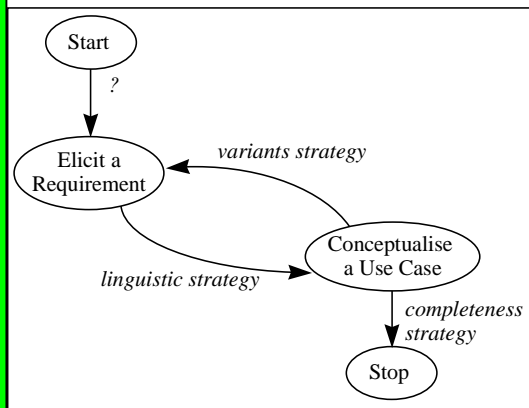 Start
?
Elicit a
Requirement
variants strategy
linguistic strategy
Conceptualise
a Use Case
completeness
strategy
Stop